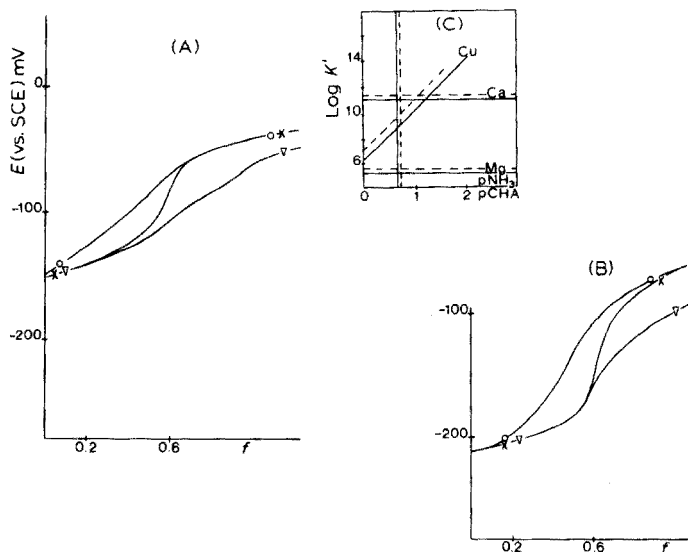 (A)
E (vs. SCE) mV
0
-100
-200
0.2
0.6
f
(C)
Log K'
14
10
6
Cu
Ca
Mg
0
1
2
pNH₃
pCHA
(B)
-100
-200
0.2
0.6
f